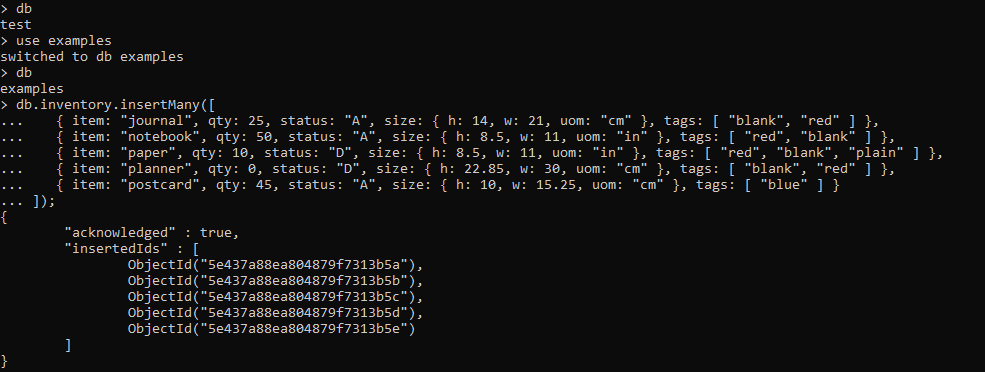 > db
test
> use examples
switched to db examples
> db
examples
> db.inventory.insertMany([
...    { item: "journal", qty: 25, status: "A", size: { h: 14, w: 21, uom: "cm" }, tags: [ "blank", "red" ] },
...    { item: "notebook", qty: 50, status: "A", size: { h: 8.5, w: 11, uom: "in" }, tags: [ "red", "blank" ] },
...    { item: "paper", qty: 10, status: "D", size: { h: 8.5, w: 11, uom: "in" }, tags: [ "red", "blank", "plain" ] },
...    { item: "planner", qty: 0, status: "D", size: { h: 22.85, w: 30, uom: "cm" }, tags: [ "blank", "red" ] },
...    { item: "postcard", qty: 45, status: "A", size: { h: 10, w: 15.25, uom: "cm" }, tags: [ "blue" ] }
... ]);
{
        "acknowledged" : true,
        "insertedIds" : [
                ObjectId("5e437a88ea804879f7313b5a"),
                ObjectId("5e437a88ea804879f7313b5b"),
                ObjectId("5e437a88ea804879f7313b5c"),
                ObjectId("5e437a88ea804879f7313b5d"),
                ObjectId("5e437a88ea804879f7313b5e")
        ]
}